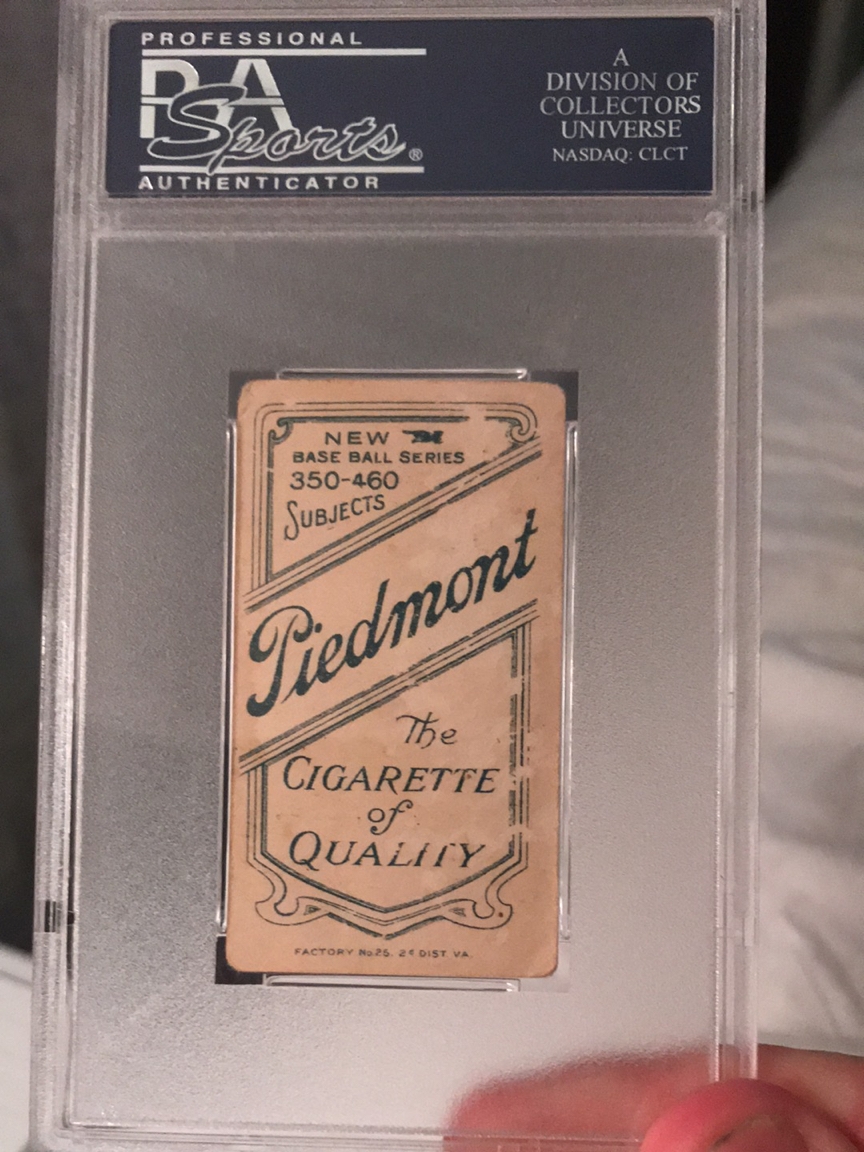 PROFESSIONAL
PSA
Sports®
AUTHENTICATOR
A
DIVISION OF
COLLECTORS
UNIVERSE
NASDAQ: CLCT
NEW
BASE BALL SERIES
350-460
SUBJECTS
Piedmont
The
CIGARETTE
of
QUALITY
FACTORY No 25. 2d DIST. VA.